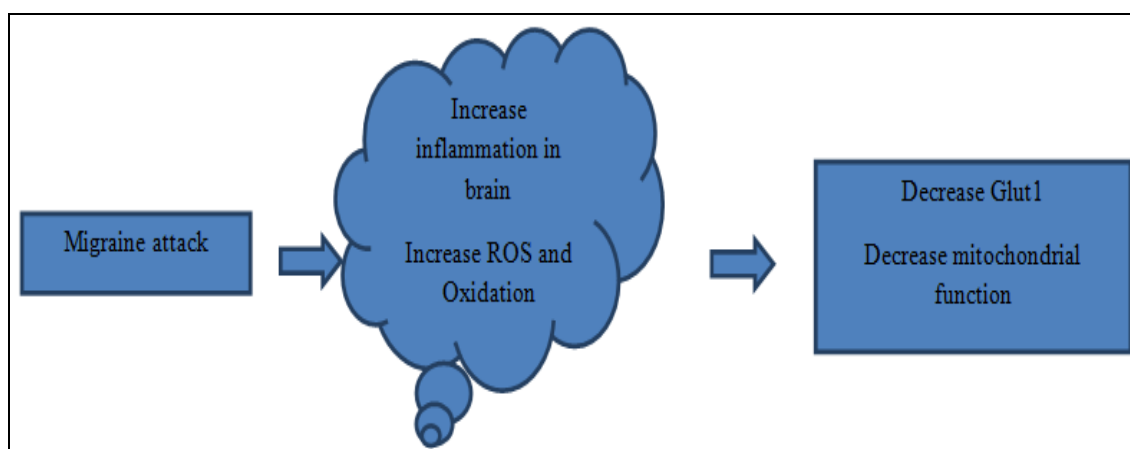 Migraine attack
Increase
inflammation in
brain
Increase ROS and
Oxidation
Decrease Glut1
Decrease mitochondrial
function